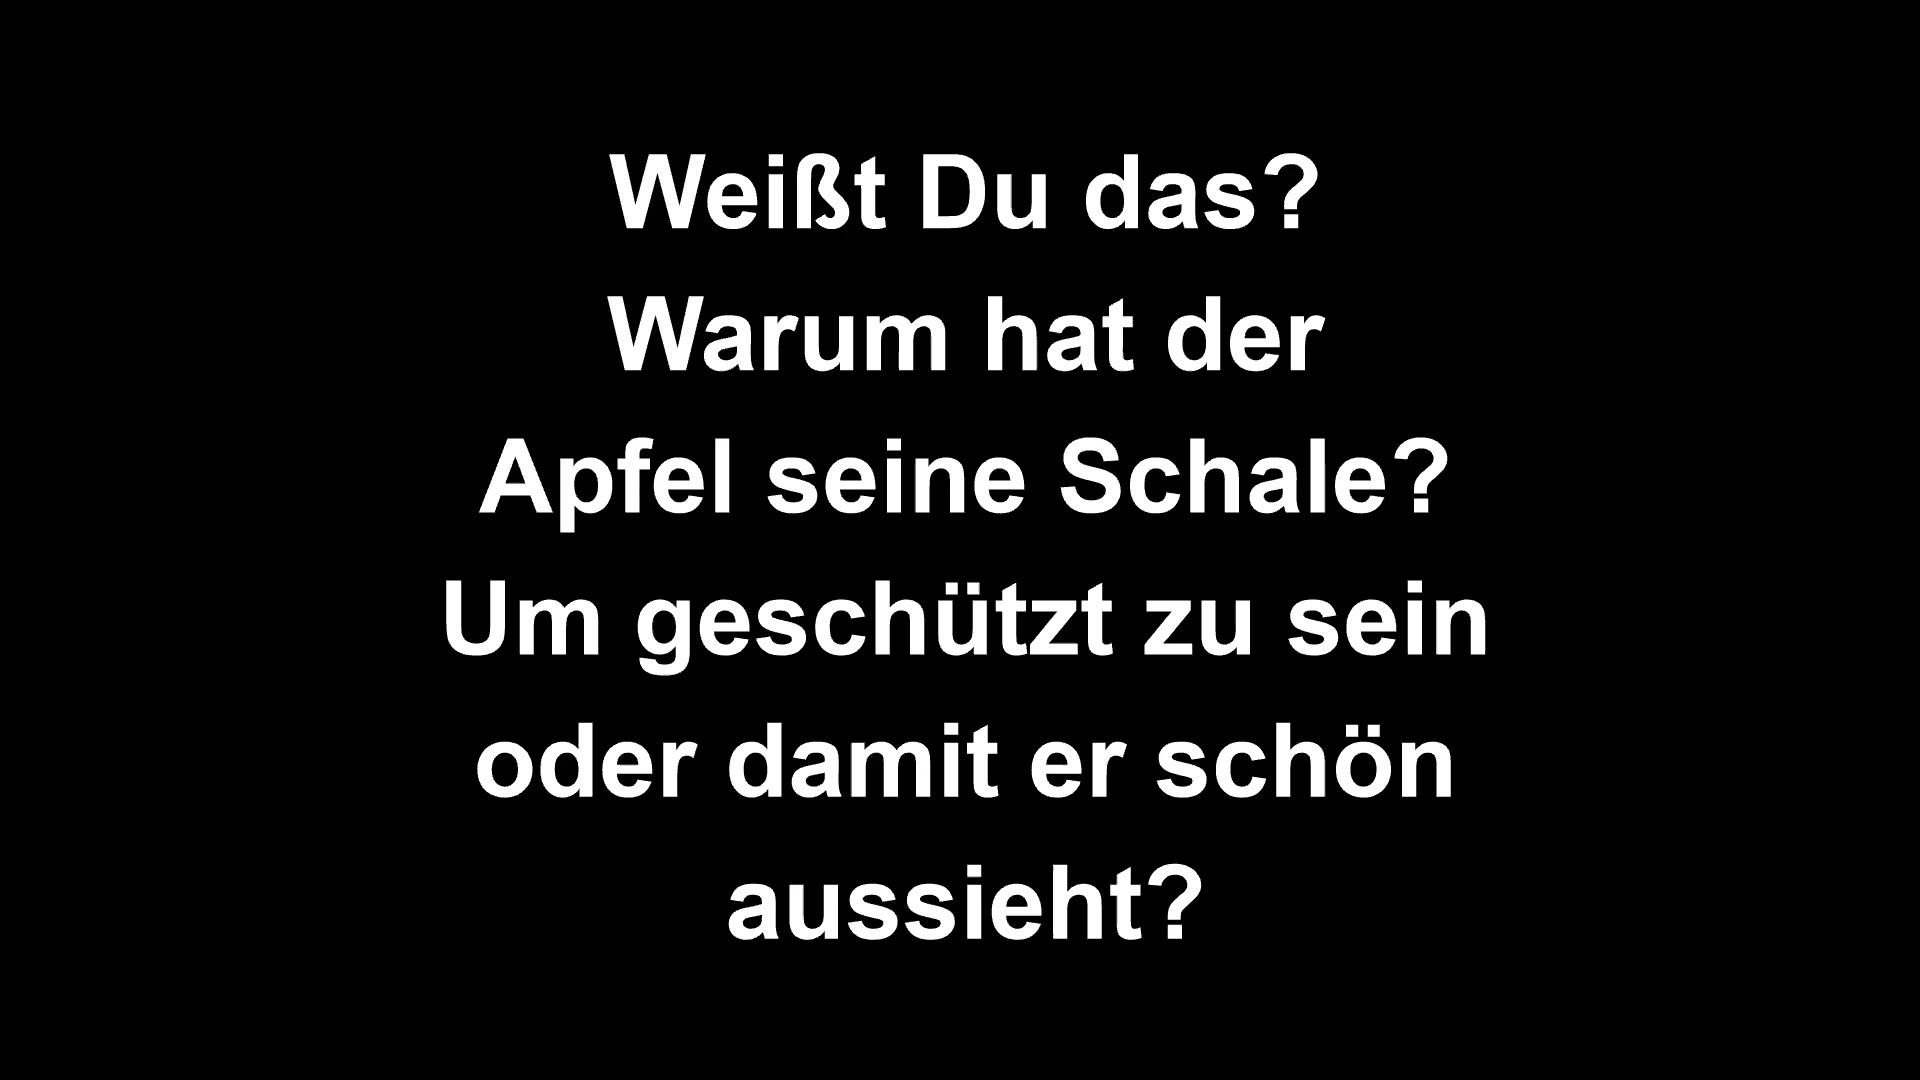 Weißt Du das?
Warum hat der
Apfel seine Schale?
Um geschützt zu sein
oder damit er schön
aussieht?